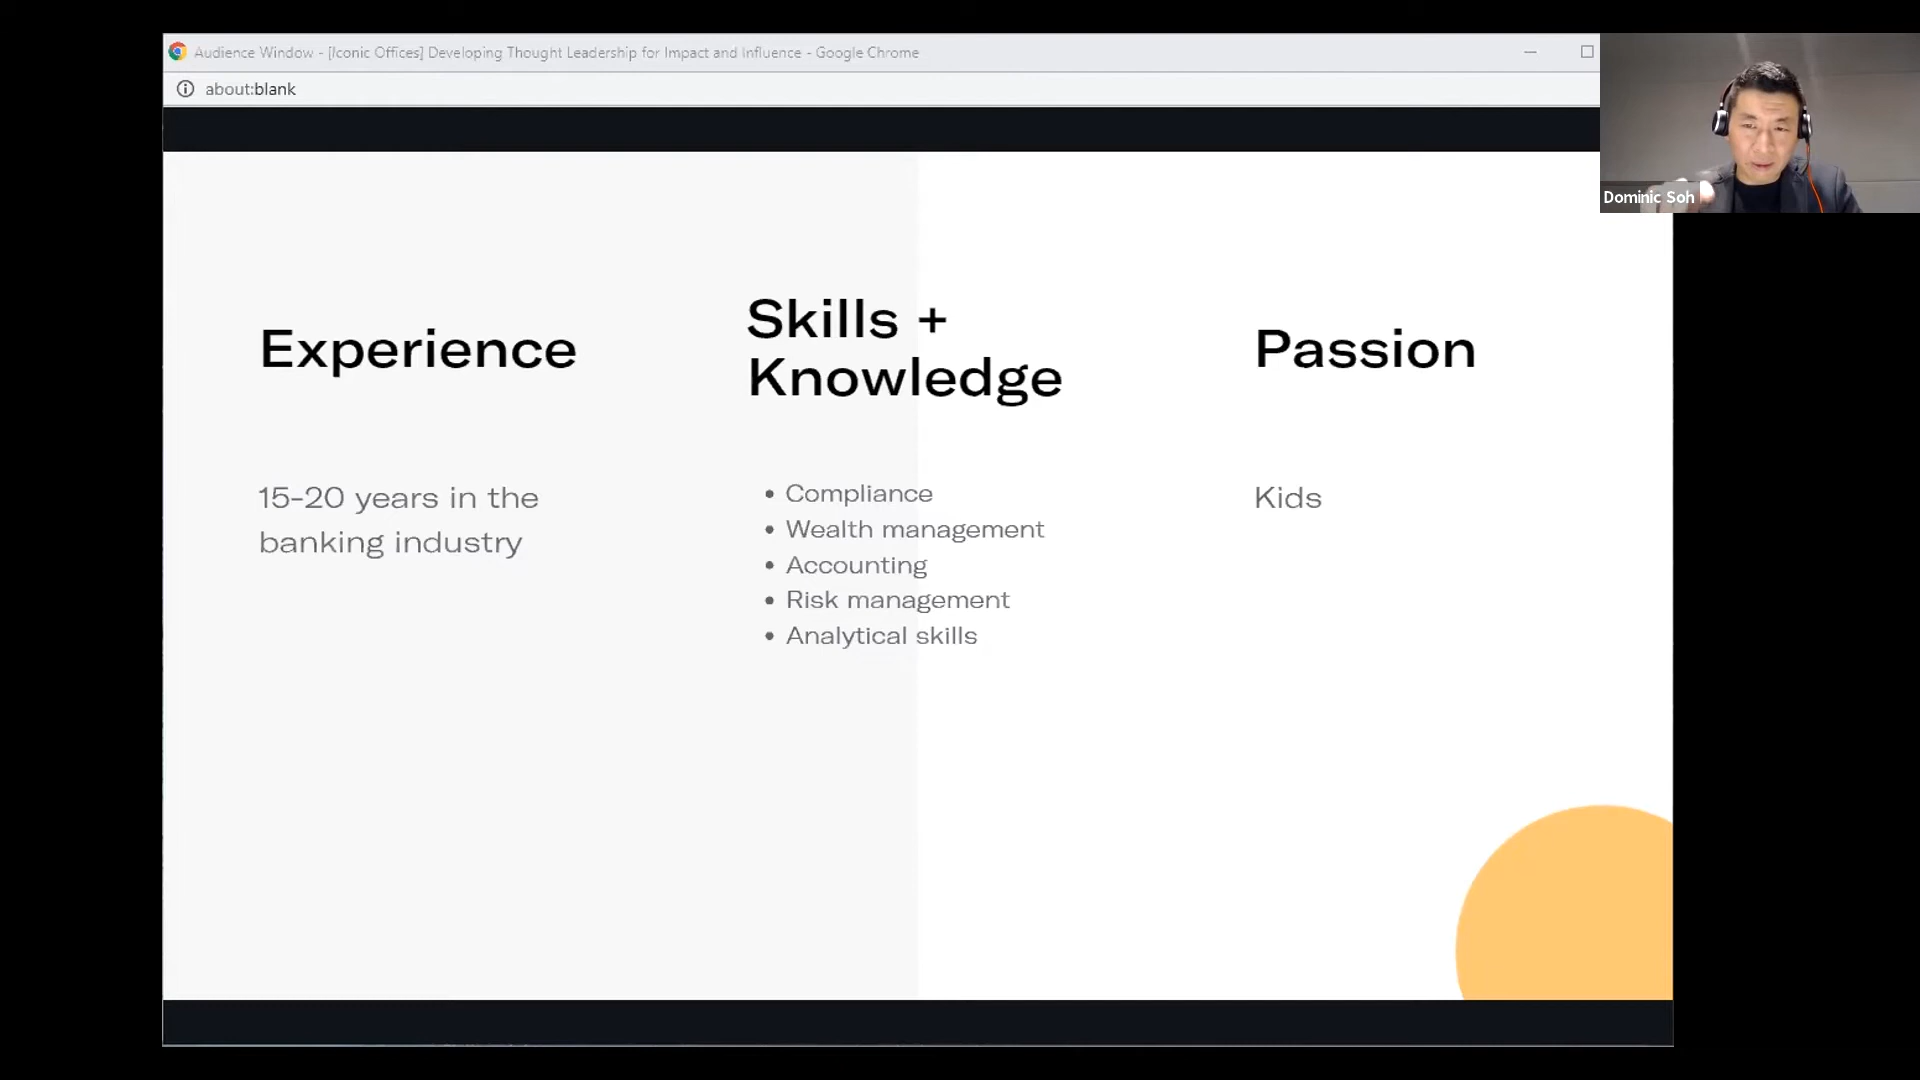 Audience Window - [Iconic Offices] Developing Thought Leadership for Impact and Influence - Google Chrome
about:blank
Dominic Soh
Experience
15-20 years in the
banking industry
Skills +
Knowledge
• Compliance
• Wealth management
• Accounting
• Risk management
• Analytical skills
Passion
Kids